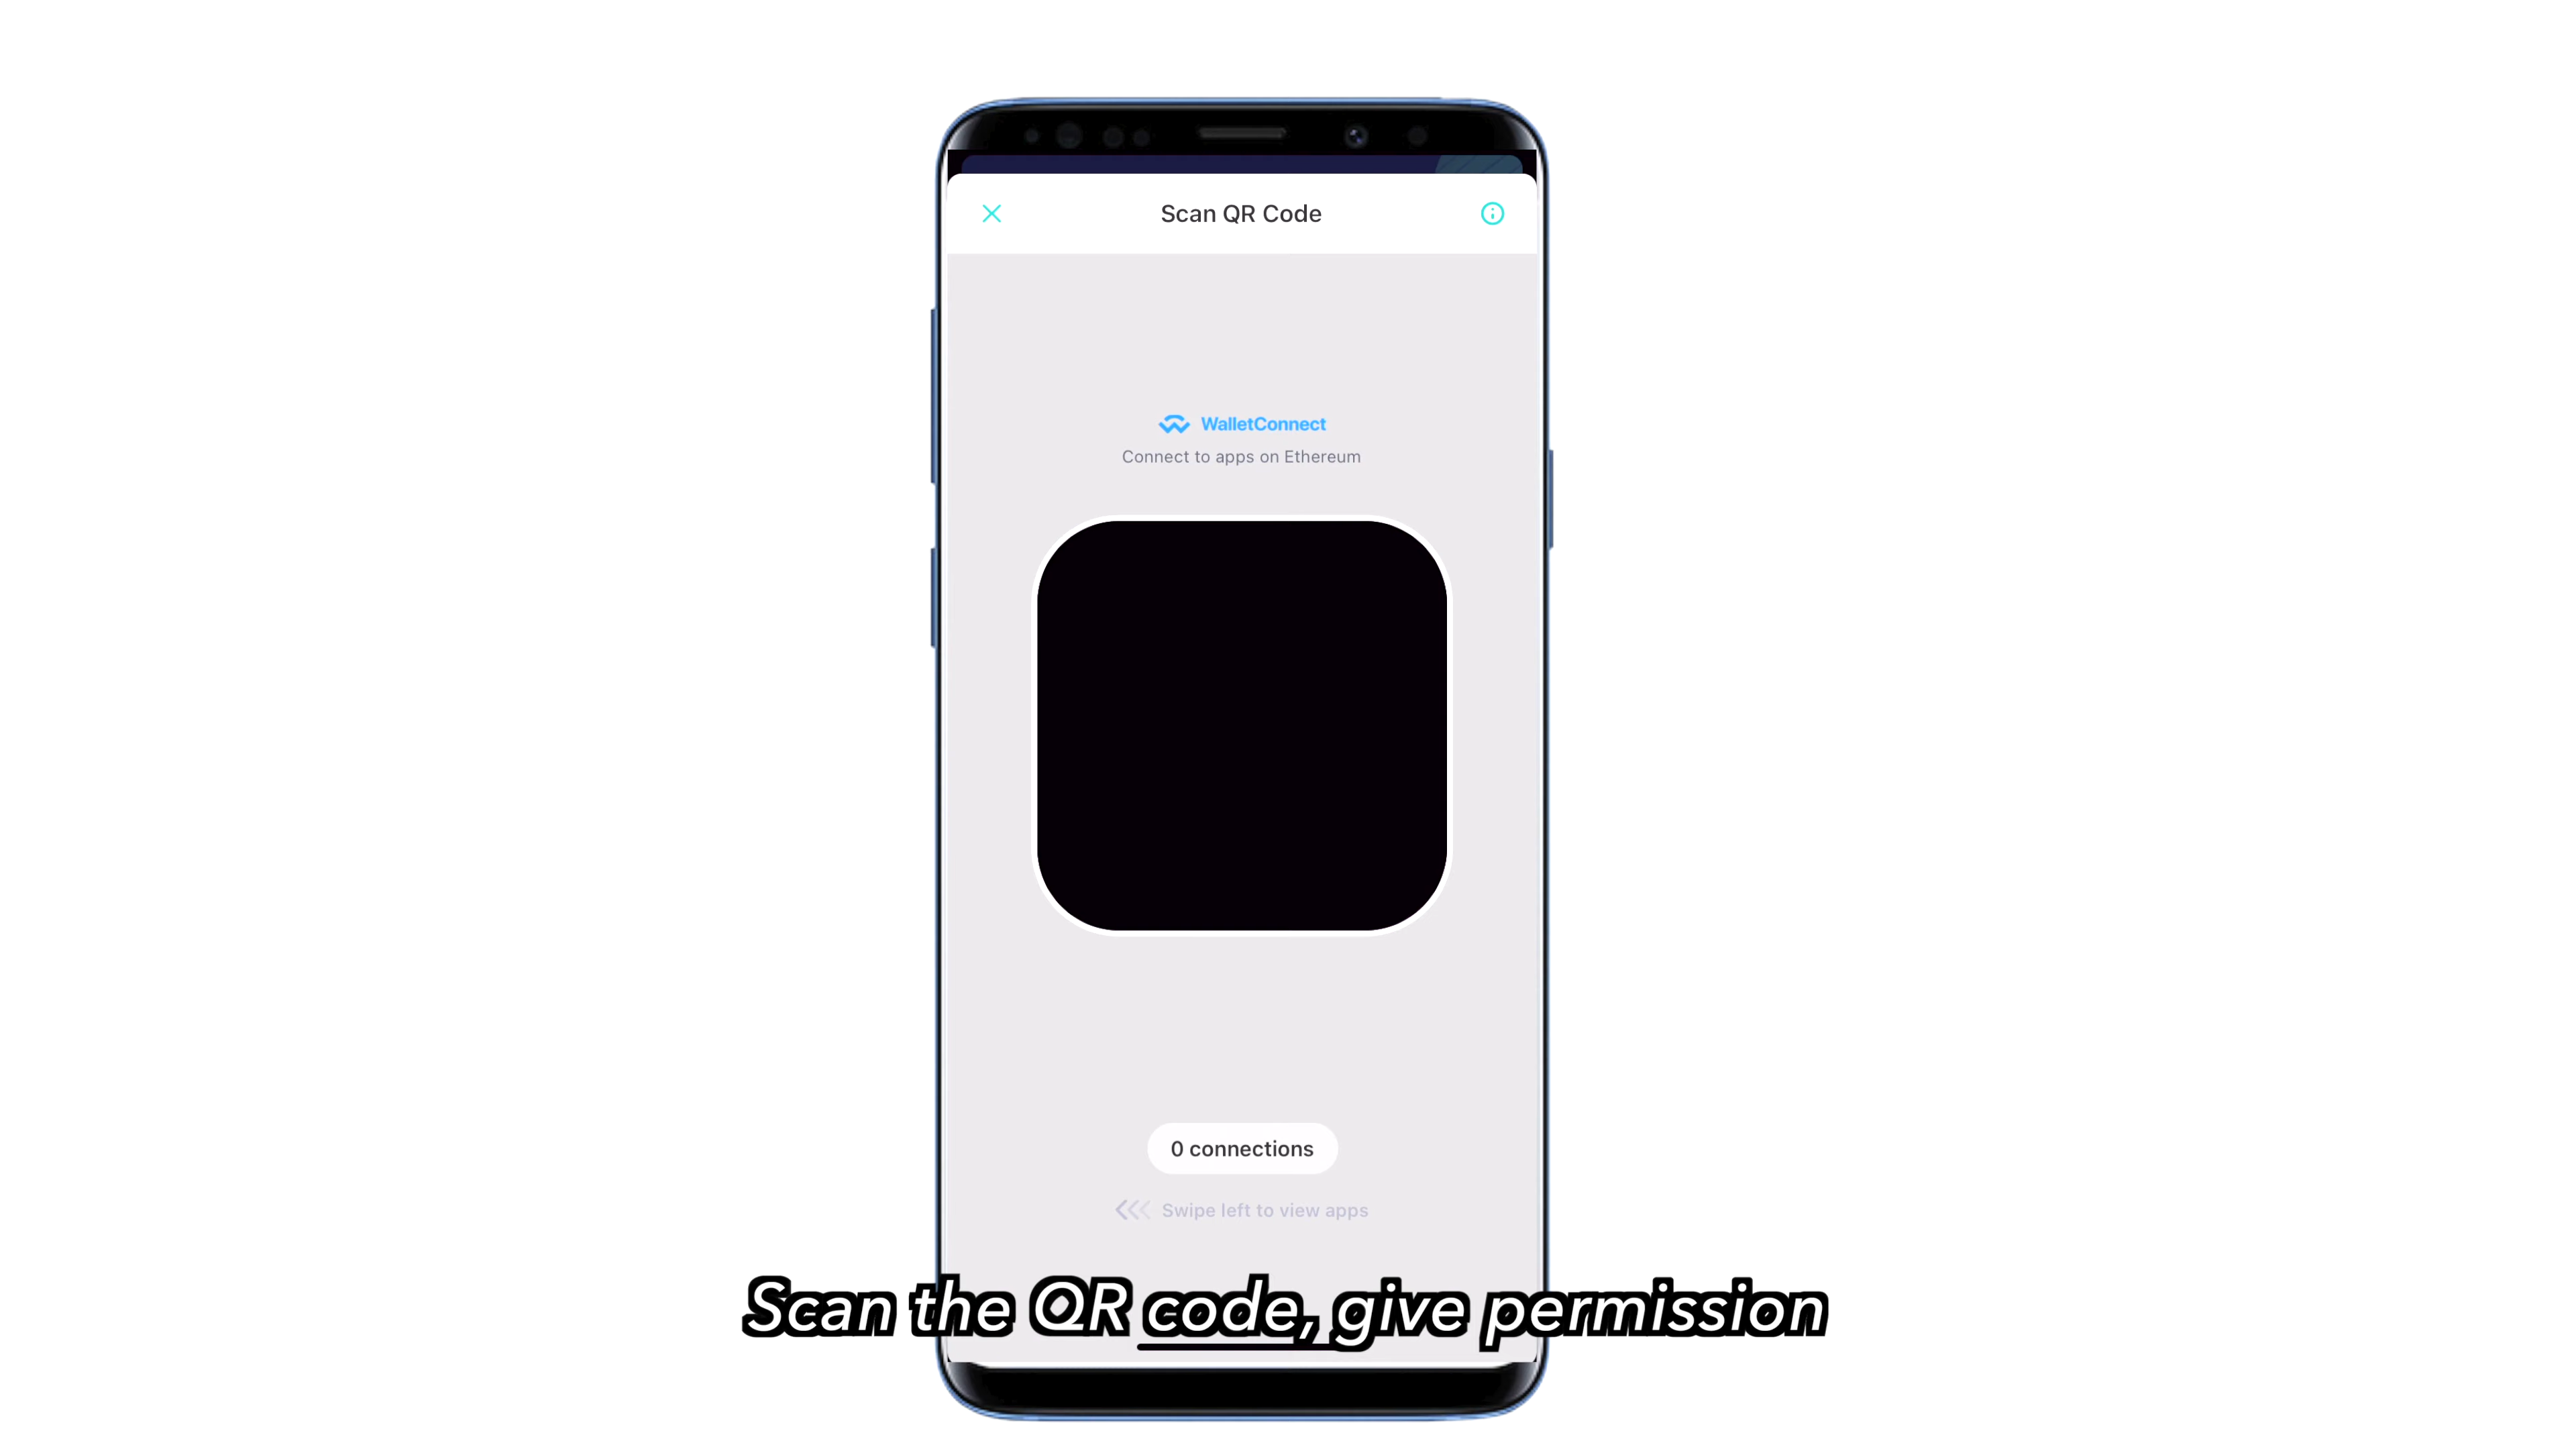 Scan QR Code
WalletConnect
Connect to apps on Ethereum
0 connections
Swipe left to view apps
Scan the QR code, give permission